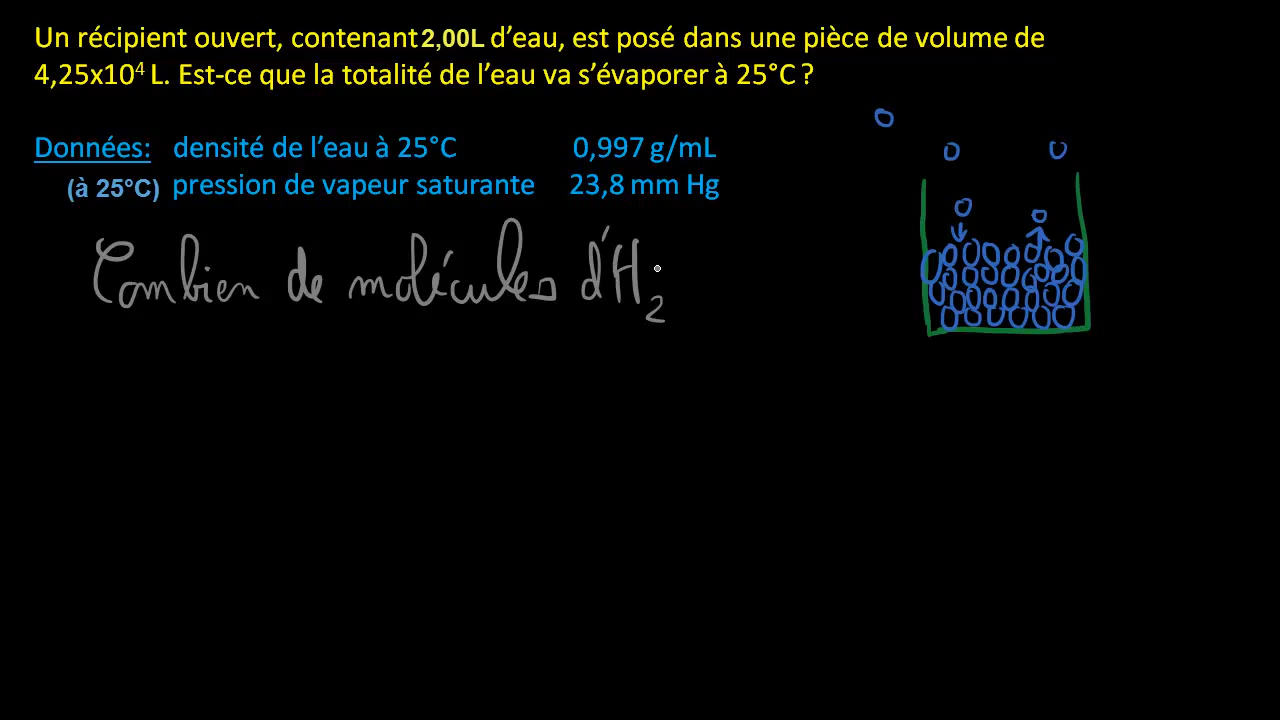 Un récipient ouvert, contenant 2,00L d'eau, est posé dans une pièce de volume de
4,25x10⁴ L. Est-ce que la totalité de l'eau va s'évaporer à 25°C ?
Données: densité de l'eau à 25°C 0,997 g/mL
(à 25°C) pression de vapeur saturante 23,8 mm Hg
Combien de molécules d'H₂